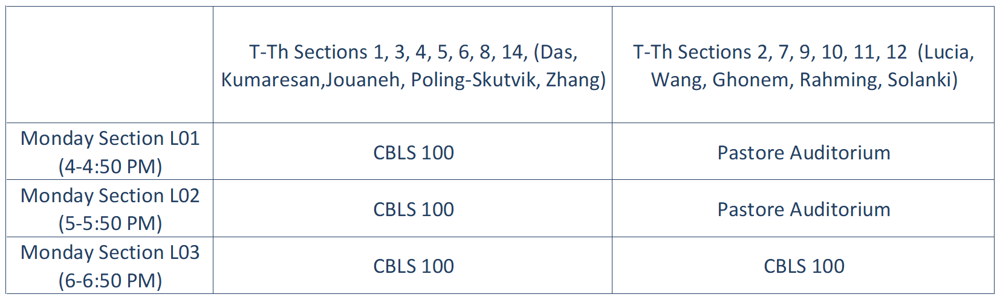 T-Th Sections 1, 3, 4, 5, 6, 8, 14, (Das,
Kumaresan,Jouaneh, Poling-Skutvik, Zhang)
T-Th Sections 2, 7, 9, 10, 11, 12 (Lucia,
Wang, Ghonem, Rahming, Solanki)
Monday Section L01
(4-4:50 PM)
CBLS 100
Pastore Auditorium
Monday Section L02
(5-5:50 PM)
CBLS 100
Pastore Auditorium
Monday Section L03
(6-6:50 PM)
CBLS 100
CBLS 100